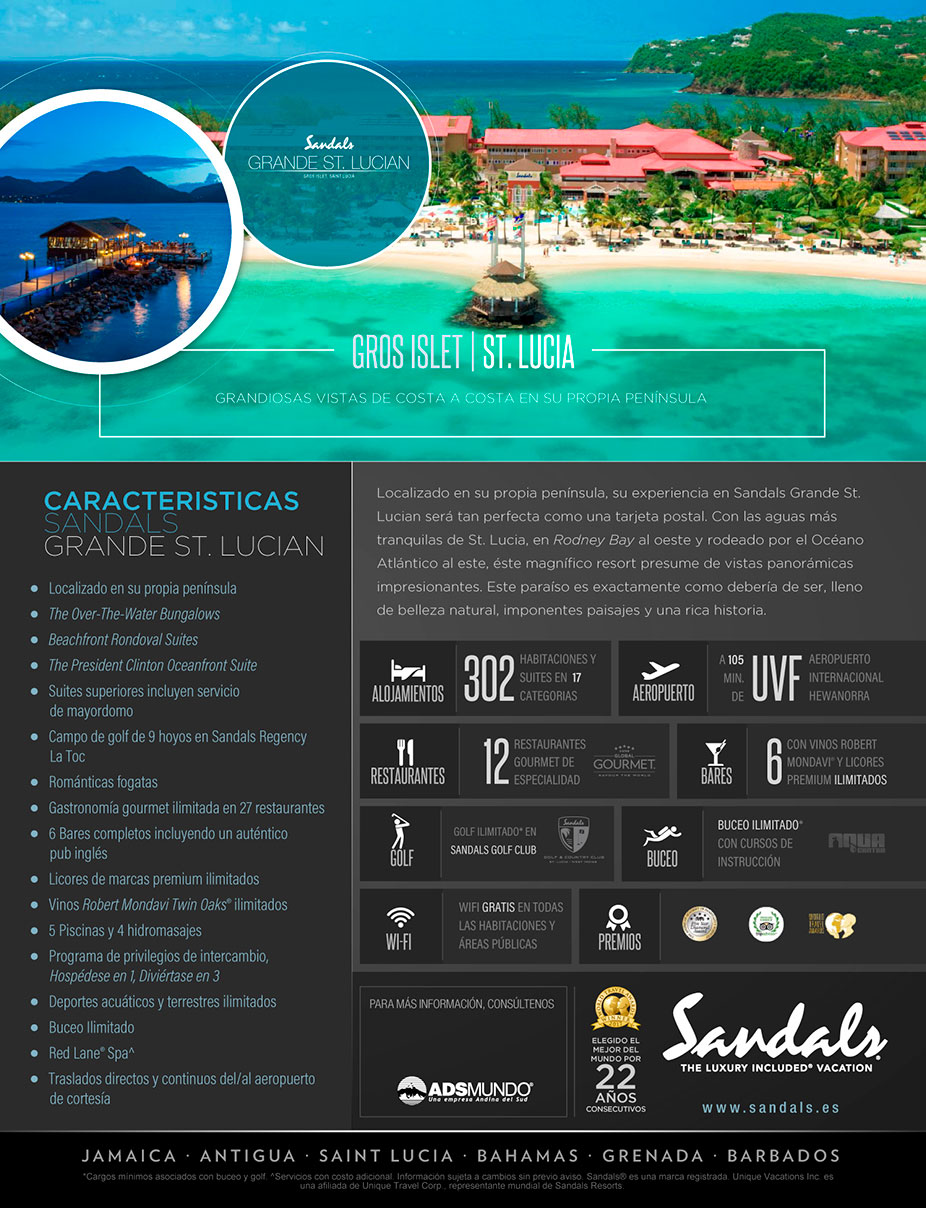 Sandals
GRANDE ST. LUCIAN
GROS ISLET, SAINT LUCIA
Sandals
GROS ISLET | ST. LUCIA
GRANDIOSAS VISTAS DE COSTA A COSTA EN SU PROPIA PENÍNSULA
CARACTERISTICAS
SANDALS
GRANDE ST. LUCIAN
Localizado en su propia península
The Over-The-Water Bungalows
Beachfront Rondoval Suites
The President Clinton Oceanfront Suite
Suites superiores incluyen servicio
de mayordomo
Campo de golf de 9 hoyos en Sandals Regency
La Toc
Románticas fogatas
Gastronomía gourmet ilimitada en 27 restaurantes
6 Bares completos incluyendo un auténtico
pub inglés
Licores de marcas premium ilimitados
Vinos Robert Mondavi Twin Oaks® ilimitados
5 Piscinas y 4 hidromasajes
Programa de privilegios de intercambio,
Hospédese en 1, Diviértase en 3
Deportes acuáticos y terrestres ilimitados
Buceo Ilimitado
Red Lane® Spa^
Traslados directos y continuos del/al aeropuerto
de cortesía
Localizado en su propia península, su experiencia en Sandals Grande St.
Lucian será tan perfecta como una tarjeta postal. Con las aguas más
tranquilas de St. Lucia, en Rodney Bay al oeste y rodeado por el Océano
Atlántico al este, éste magnífico resort presume de vistas panorámicas
impresionantes. Este paraíso es exactamente como debería de ser, lleno
de belleza natural, imponentes paisajes y una rica historia.
ALOJAMIENTOS
302
HABITACIONES Y
SUITES EN 17
CATEGORIAS
AEROPUERTO
A 105
MIN.
DE
UVF
AEROPUERTO
INTERNACIONAL
HEWANORRA
RESTAURANTES
12
RESTAURANTES
GOURMET DE
ESPECIALIDAD
GLOBAL
GOURMET
SAVOUR THE WORLD
BARES
6
CON VINOS ROBERT
MONDAVI® Y LICORES
PREMIUM ILIMITADOS
GOLF
GOLF ILIMITADO* EN
SANDALS GOLF CLUB
Sandals
GOLF & COUNTRY CLUB
BUCEO
BUCEO ILIMITADO*
CON CURSOS DE
INSTRUCCIÓN
AQUA
CENTER
WI-FI
WIFI GRATIS EN TODAS
LAS HABITACIONES Y
ÁREAS PÚBLICAS
PREMIOS
tripadvisor
WORLD
TRAVEL
AWARDS
PARA MÁS INFORMACIÓN, CONSÚLTENOS
ADSMUNDO®
Una empresa Andina del Sud
WORLD TRAVEL AWARDS
WINNER
2017
ELEGIDO EL
MEJOR DEL
MUNDO POR
22
AÑOS
CONSECUTIVOS
Sandals®
THE LUXURY INCLUDED® VACATION
www.sandals.es
JAMAICA · ANTIGUA · SAINT LUCIA · BAHAMAS · GRENADA · BARBADOS
*Cargos mínimos asociados con buceo y golf. ^Servicios con costo adicional. Información sujeta a cambios sin previo aviso. Sandals® es una marca registrada. Unique Vacations Inc. es
una afiliada de Unique Travel Corp., representante mundial de Sandals Resorts.